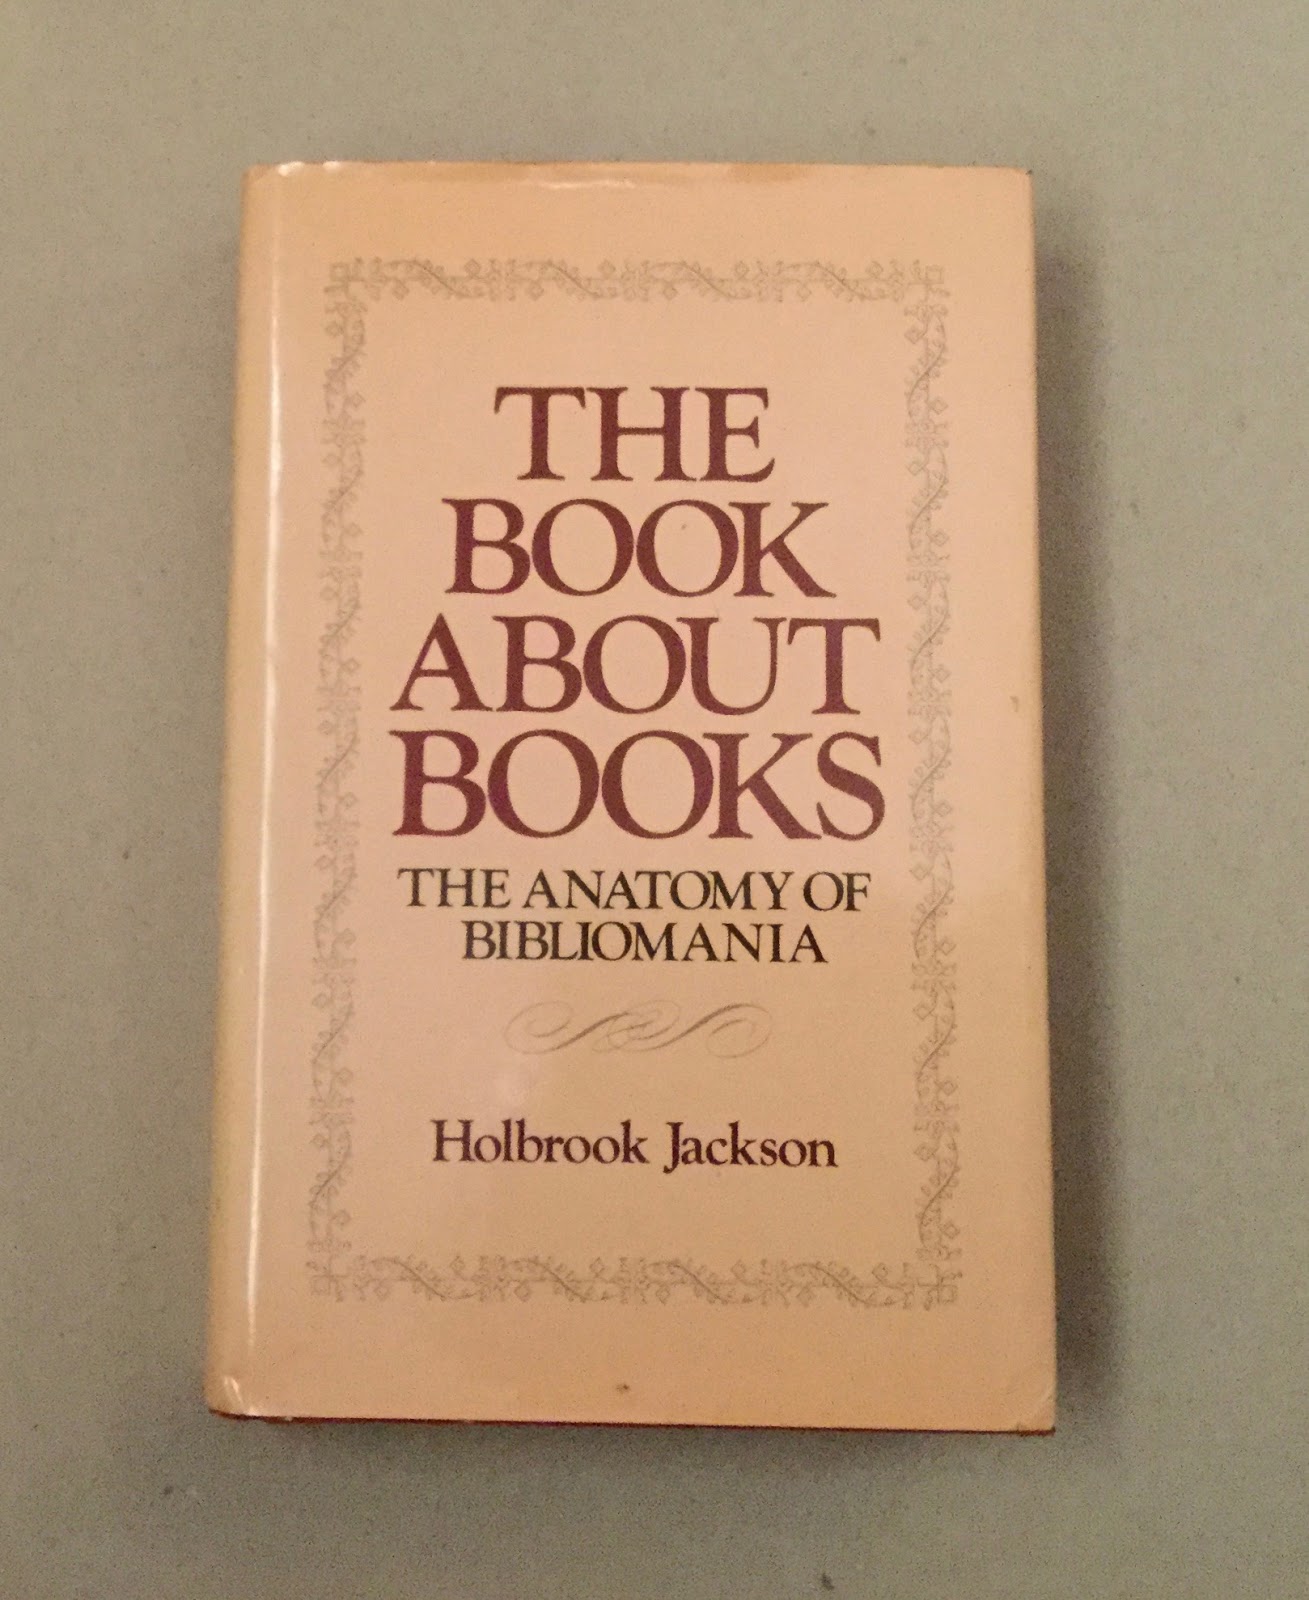 THE
BOOK
ABOUT
BOOKS
THE ANATOMY OF
BIBLIOMANIA
Holbrook Jackson